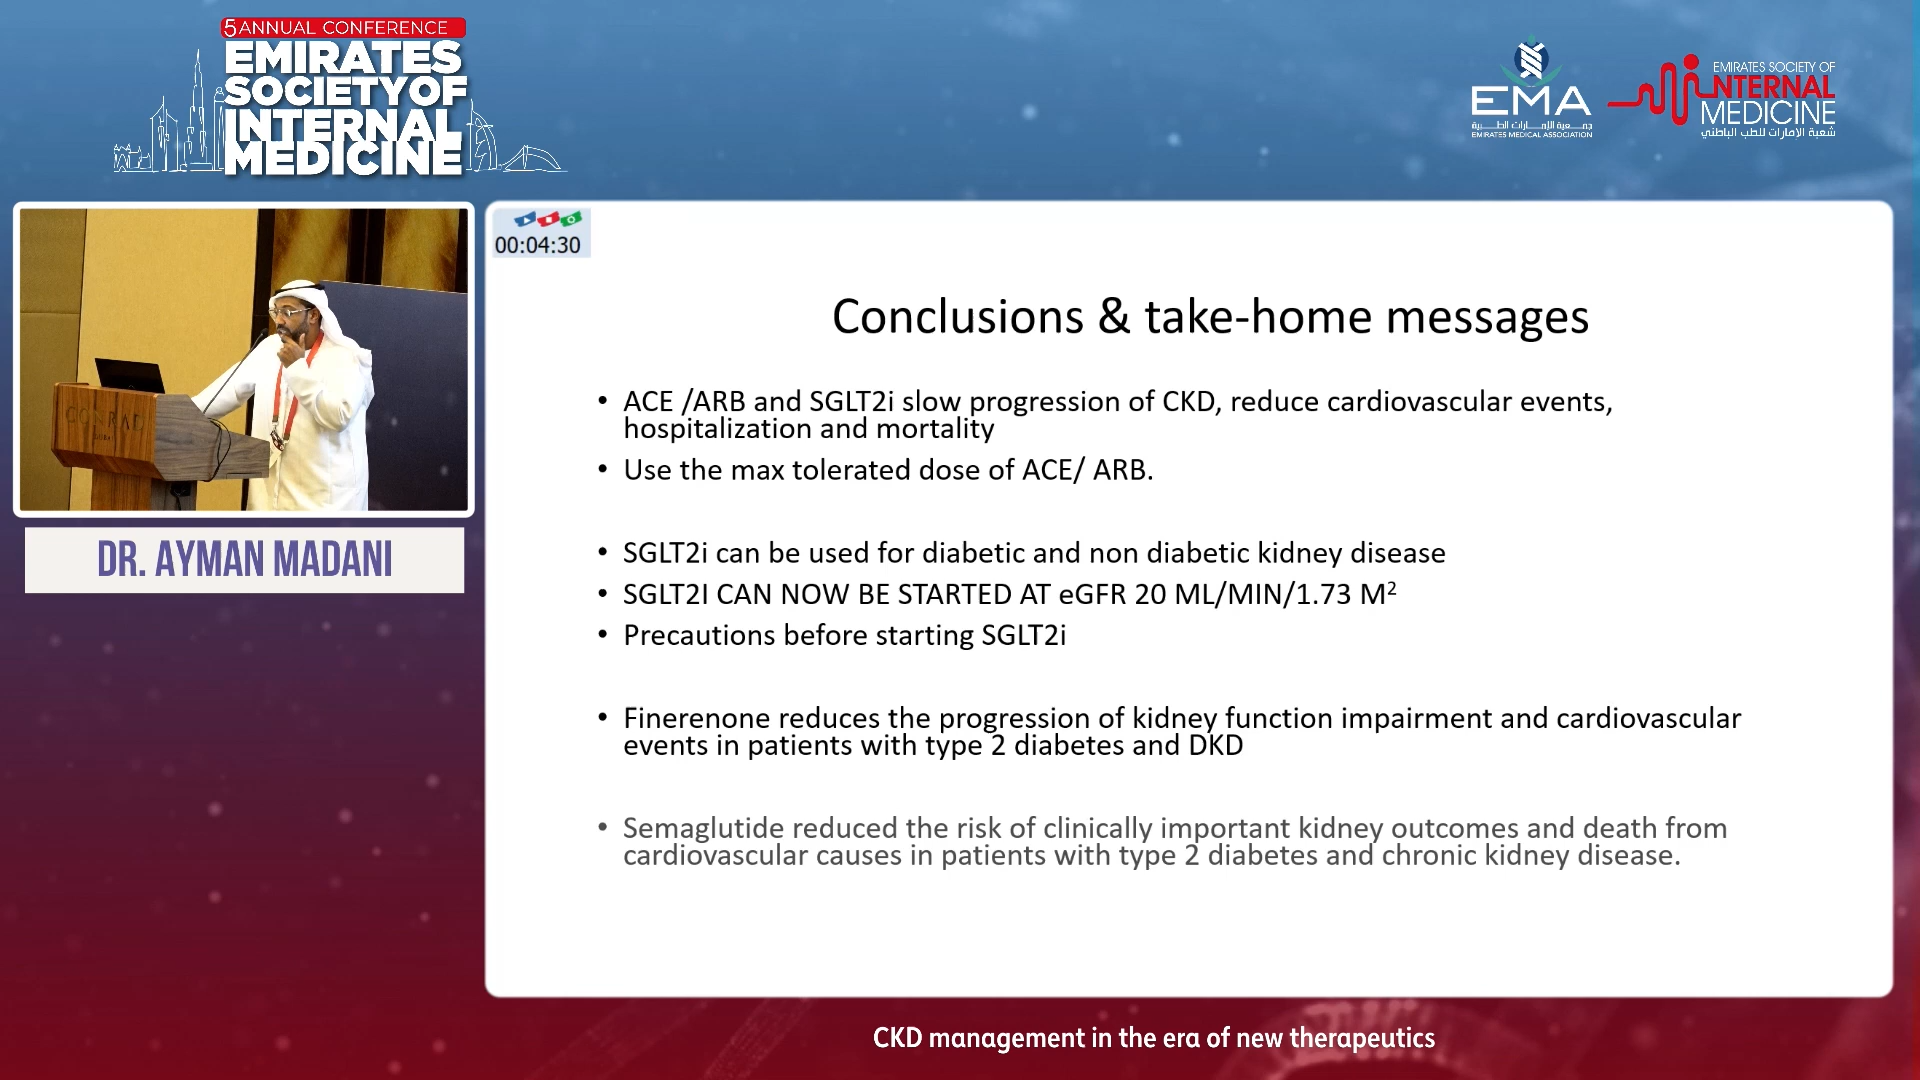 5 ANNUAL CONFERENCE
EMIRATES
SOCIETY OF
INTERNAL
MEDICINE
EMA
جمعية الإمارات الطبية
EMIRATES MEDICAL ASSOCIATION
EMIRATES SOCIETY OF
INTERNAL
MEDICINE
شعبة الامارات للطب الباطني
CONRAD
DUBAI
DR. AYMAN MADANI
00:04:30
Conclusions & take-home messages
• ACE /ARB and SGLT2i slow progression of CKD, reduce cardiovascular events,
hospitalization and mortality
• Use the max tolerated dose of ACE/ ARB.
• SGLT2i can be used for diabetic and non diabetic kidney disease
• SGLT2I CAN NOW BE STARTED AT eGFR 20 ML/MIN/1.73 M²
• Precautions before starting SGLT2i
• Finerenone reduces the progression of kidney function impairment and cardiovascular
events in patients with type 2 diabetes and DKD
• Semaglutide reduced the risk of clinically important kidney outcomes and death from
cardiovascular causes in patients with type 2 diabetes and chronic kidney disease.
CKD management in the era of new therapeutics